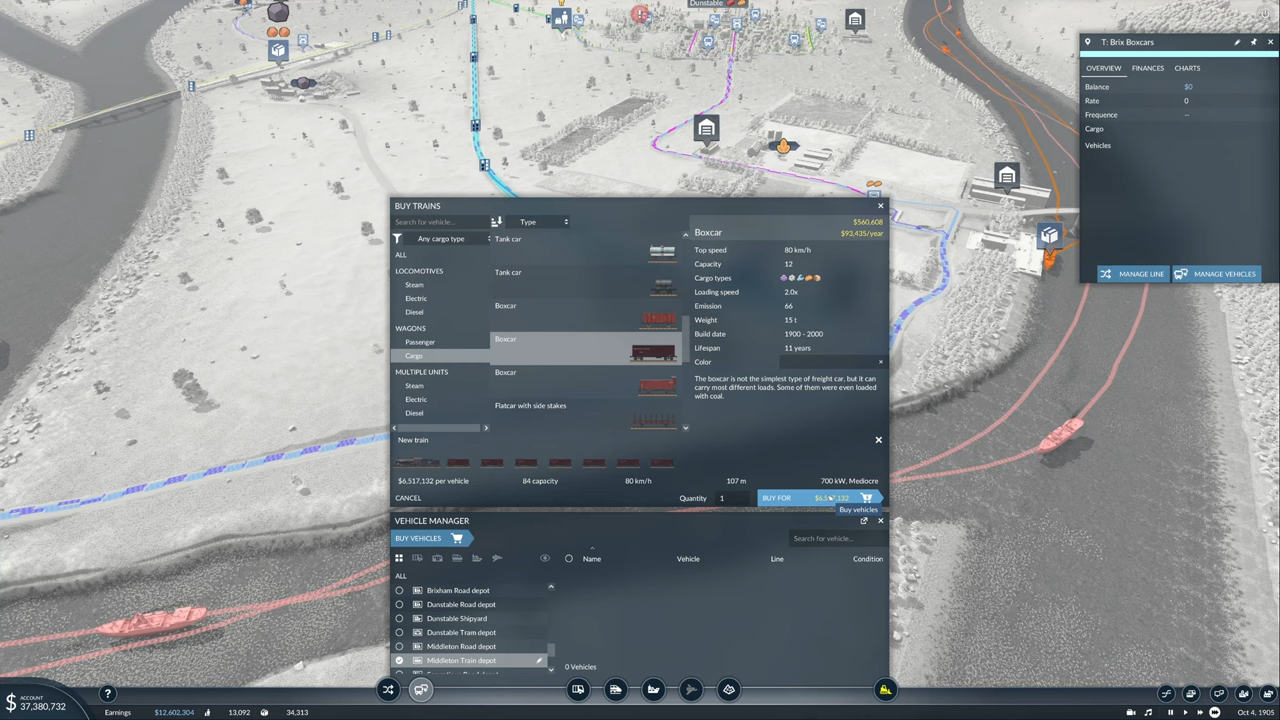 Dunstable
T: Brix Boxcars
OVERVIEW FINANCES CHARTS
Balance $0
Rate 0
Frequence --
Cargo
Vehicles
MANAGE LINE MANAGE VEHICLES
BUY TRAINS
Search for vehicle... Type
Any cargo type
ALL
LOCOMOTIVES
Steam
Electric
Diesel
WAGONS
Passenger
Cargo
MULTIPLE UNITS
Steam
Electric
Diesel
Tank car
Tank car
Boxcar
Boxcar
Boxcar
Flatcar with side stakes
$560,608
Boxcar $93,435/year
Top speed 80 km/h
Capacity 12
Cargo types
Loading speed 2.0x
Emission 66
Weight 15 t
Build date 1900 - 2000
Lifespan 11 years
Color
The boxcar is not the simplest type of freight car, but it can
carry most different loads. Some of them were even loaded
with coal.
New train
$6,517,132 per vehicle 84 capacity 80 km/h 107 m 700 kW, Mediocre
CANCEL Quantity 1 BUY FOR $6,517,132
Buy vehicles
VEHICLE MANAGER
BUY VEHICLES Search for vehicle...
Name Vehicle Line Condition
ALL
Brixham Road depot
Dunstable Road depot
Dunstable Shipyard
Dunstable Tram depot
Middleton Road depot
Middleton Train depot
0 Vehicles
$ ACCOUNT
37,380,732
?
Earnings $12,602,304 13,092 34,313
Oct 4, 1905